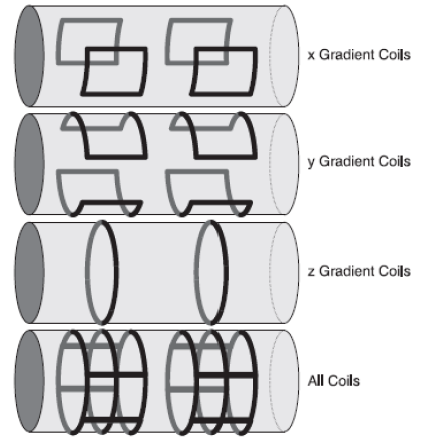 x Gradient Coils
y Gradient Coils
z Gradient Coils
All Coils